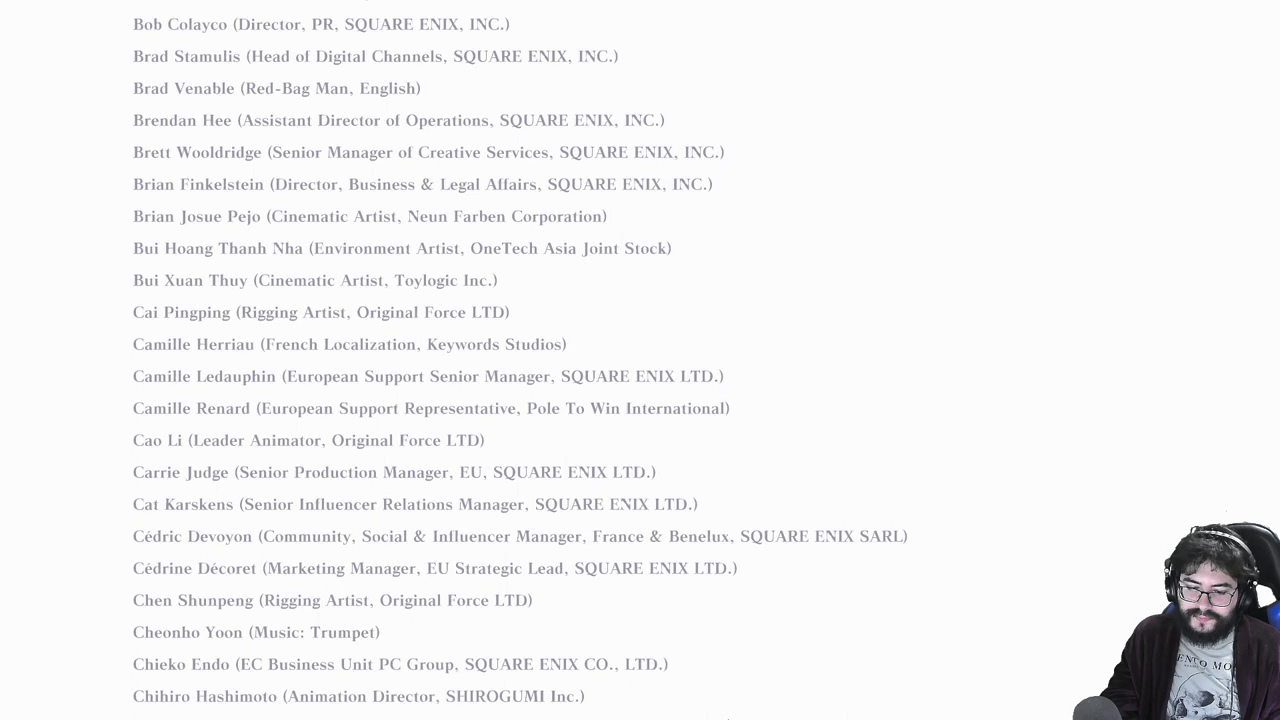 Bob Colayco (Director, PR, SQUARE ENIX, INC.)
Brad Stamulis (Head of Digital Channels, SQUARE ENIX, INC.)
Brad Venable (Red-Bag Man, English)
Brendan Hee (Assistant Director of Operations, SQUARE ENIX, INC.)
Brett Wooldridge (Senior Manager of Creative Services, SQUARE ENIX, INC.)
Brian Finkelstein (Director, Business & Legal Affairs, SQUARE ENIX, INC.)
Brian Josue Pejo (Cinematic Artist, Neun Farben Corporation)
Bui Hoang Thanh Nha (Environment Artist, OneTech Asia Joint Stock)
Bui Xuan Thuy (Cinematic Artist, Toylogic Inc.)
Cai Pingping (Rigging Artist, Original Force LTD)
Camille Herriau (French Localization, Keywords Studios)
Camille Ledauphin (European Support Senior Manager, SQUARE ENIX LTD.)
Camille Renard (European Support Representative, Pole To Win International)
Cao Li (Leader Animator, Original Force LTD)
Carrie Judge (Senior Production Manager, EU, SQUARE ENIX LTD.)
Cat Karskens (Senior Influencer Relations Manager, SQUARE ENIX LTD.)
Cédric Devoyon (Community, Social & Influencer Manager, France & Benelux, SQUARE ENIX SARL)
Cédrine Décoret (Marketing Manager, EU Strategic Lead, SQUARE ENIX LTD.)
Chen Shunpeng (Rigging Artist, Original Force LTD)
Cheonho Yoon (Music: Trumpet)
Chieko Endo (EC Business Unit PC Group, SQUARE ENIX CO., LTD.)
Chihiro Hashimoto (Animation Director, SHIROGUMI Inc.)